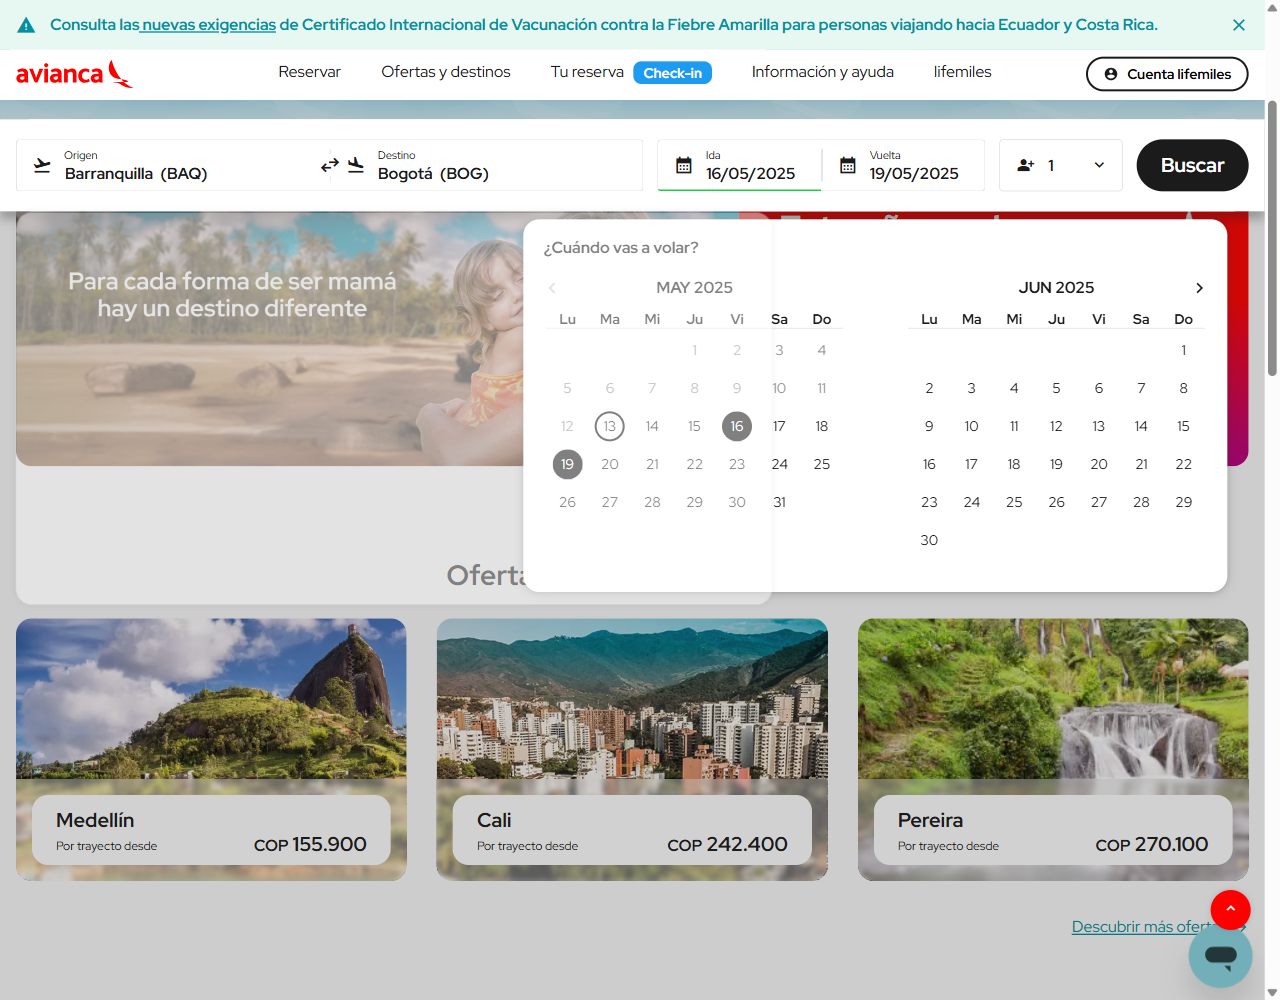 Consulta las nuevas exigencias de Certificado Internacional de Vacunación contra la Fiebre Amarilla para personas viajando hacia Ecuador y Costa Rica.
avianca
Reservar
Ofertas y destinos
Tu reserva
Check-in
Información y ayuda
lifemiles
Cuenta lifemiles
Origen
Barranquilla (BAQ)
Destino
Bogotá (BOG)
Ida
16/05/2025
Vuelta
19/05/2025
1
Buscar
Para cada forma de ser mamá
hay un destino diferente
¿Cuándo vas a volar?
MAY 2025
Lu Ma Mi Ju Vi Sa Do
1 2 3 4
5 6 7 8 9 10 11
12 13 14 15 16 17 18
19 20 21 22 23 24 25
26 27 28 29 30 31
JUN 2025
Lu Ma Mi Ju Vi Sa Do
1
2 3 4 5 6 7 8
9 10 11 12 13 14 15
16 17 18 19 20 21 22
23 24 25 26 27 28 29
30
Medellín
Por trayecto desde
COP 155.900
Cali
Por trayecto desde
COP 242.400
Pereira
Por trayecto desde
COP 270.100
Descubrir más